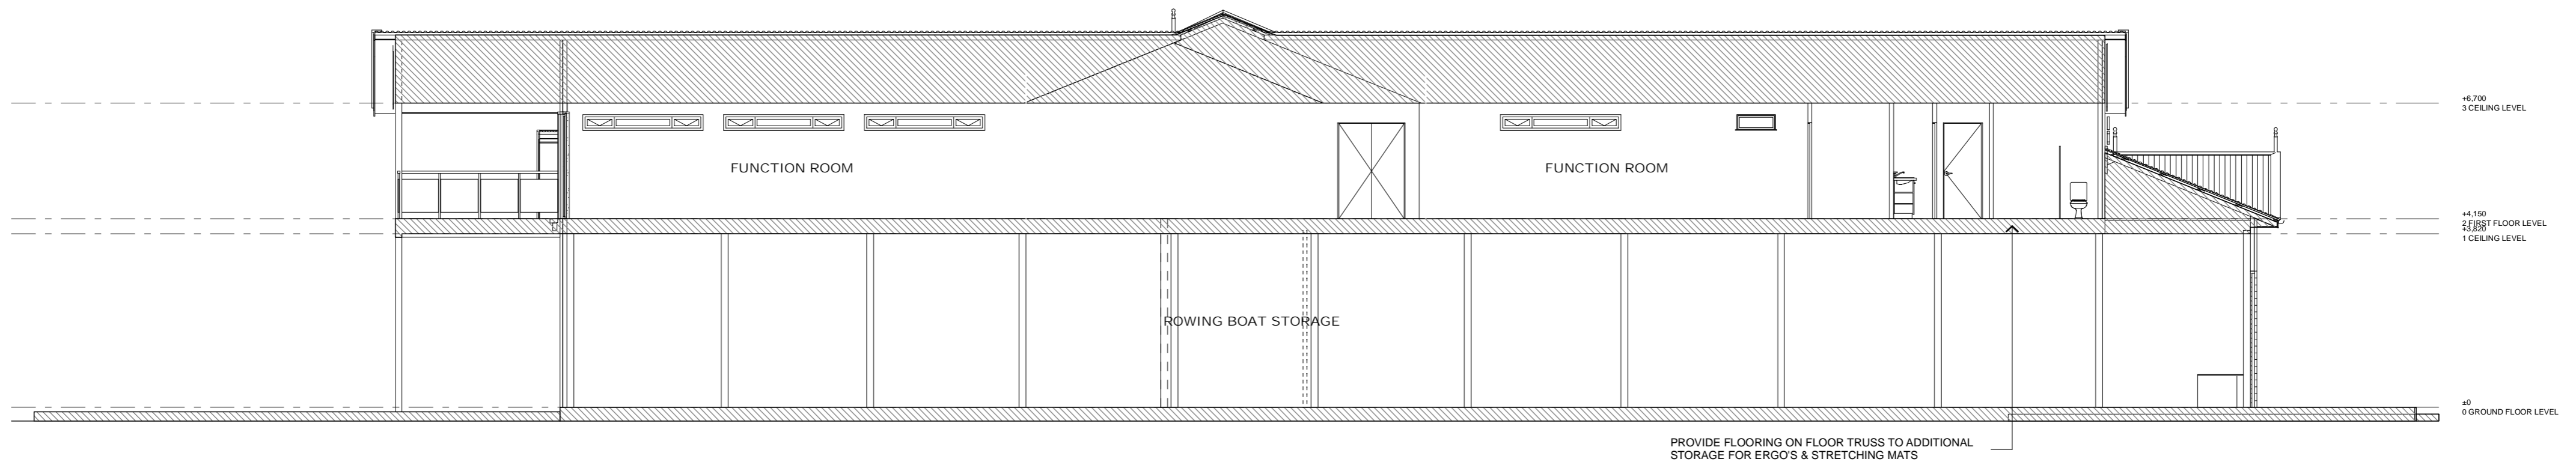 +6,700
3 CEILING LEVEL
FUNCTION ROOM
FUNCTION ROOM
+4,150
2 FIRST FLOOR LEVEL
+3,820
1 CEILING LEVEL
ROWING BOAT STORAGE
±0
0 GROUND FLOOR LEVEL
PROVIDE FLOORING ON FLOOR TRUSS TO ADDITIONAL
STORAGE FOR ERGO'S & STRETCHING MATS